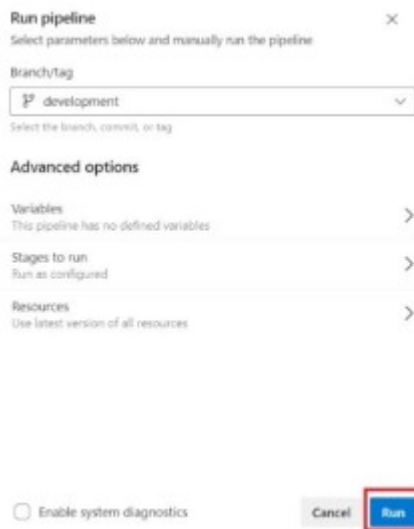 Run pipeline
Select parameters below and manually run the pipeline
Branch/tag
development
Select the branch, commit, or tag
Advanced options
Variables
This pipeline has no defined variables
Stages to run
Run as configured
Resources
Use latest version of all resources
Enable system diagnostics
Cancel
Run